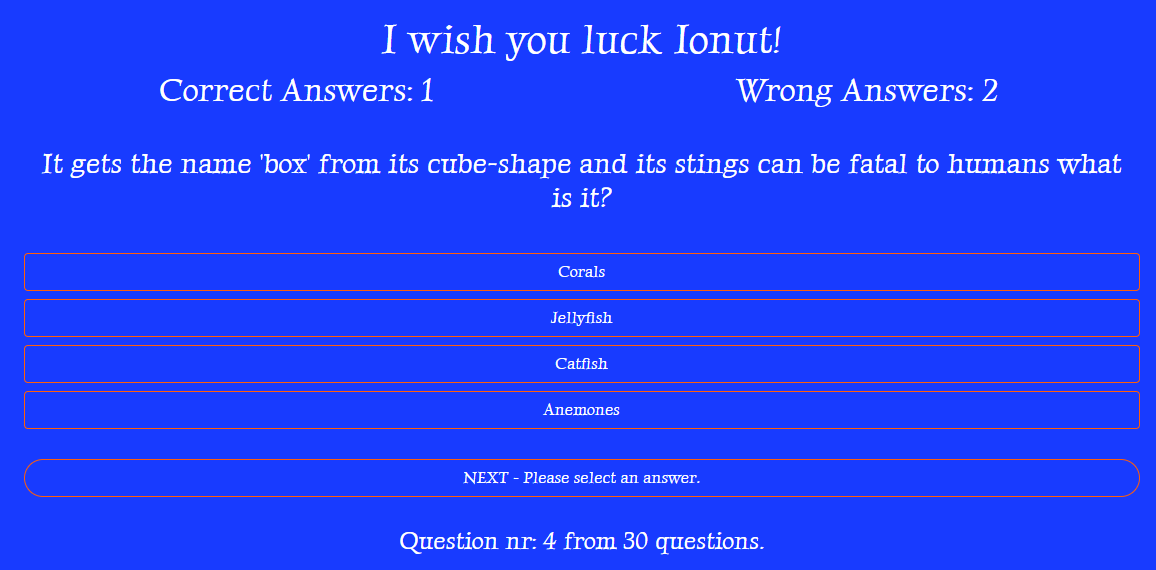 I wish you luck Ionut!
Correct Answers: 1
Wrong Answers: 2
It gets the name 'box' from its cube-shape and its stings can be fatal to humans what
is it?
Corals
Jellyfish
Catfish
Anemones
NEXT - Please select an answer.
Question nr: 4 from 30 questions.